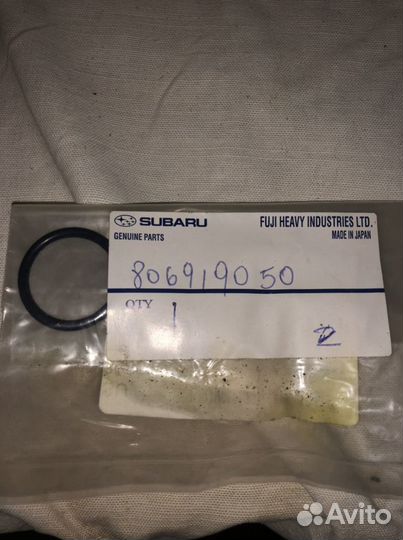 SUBARU FUJI HEAVY INDUSTRIES LTD.
GENUINE PARTS MADE IN JAPAN
806919050
QTY 1
Avito